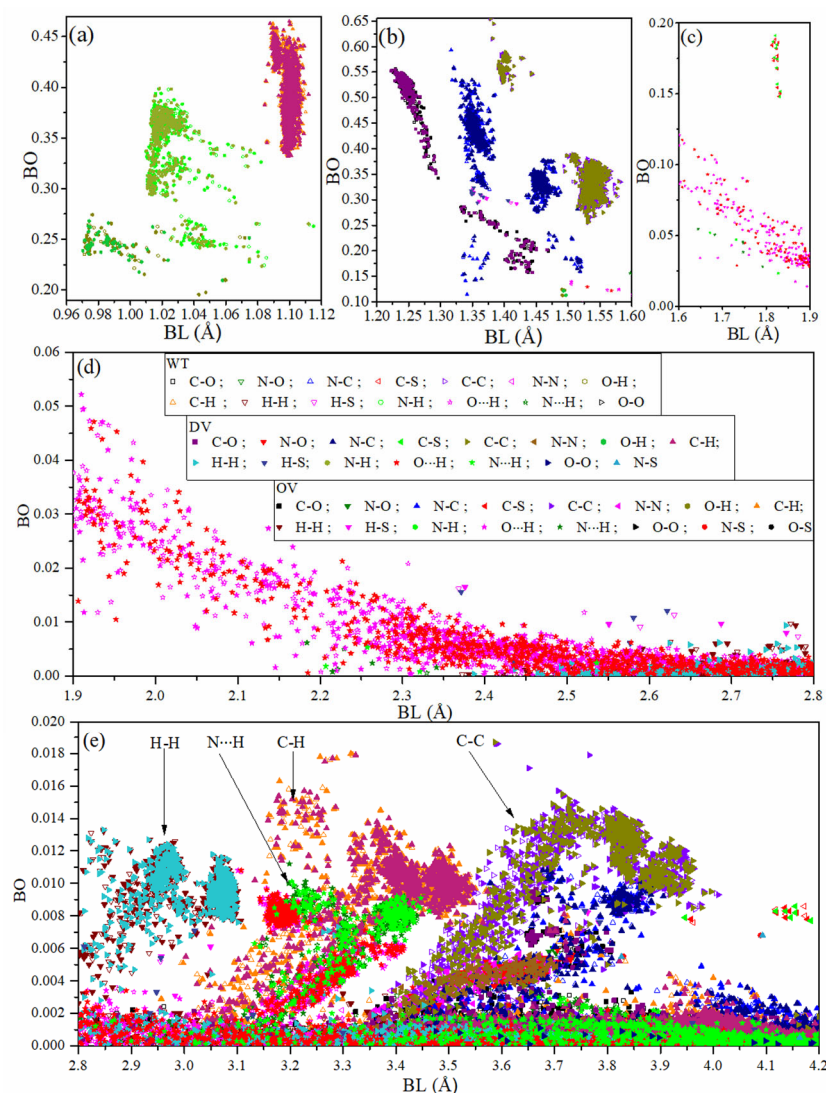 (a)
0.45
0.40
0.35
0.30
0.25
0.20
BO
0.96 0.98 1.00 1.02 1.04 1.06 1.08 1.10 1.12
BL (Å)
(b)
0.65
0.60
0.55
0.50
0.45
0.40
0.35
0.30
0.25
0.20
0.15
0.10
BO
1.20 1.25 1.30 1.35 1.40 1.45 1.50 1.55 1.60
BL (Å)
(c)
0.20
0.15
0.10
0.05
0.00
BO
1.6 1.7 1.8 1.9
BL (Å)
(d)
0.06
0.05
0.04
0.03
0.02
0.01
0.00
BO
WT
C-O ; N-O ; N-C ; C-S ; C-C ; N-N ; O-H ;
C-H ; H-H ; H-S ; N-H ; O···H ; N···H ; O-O
DV
C-O ; N-O ; N-C ; C-S ; C-C ; N-N ; O-H ; C-H;
H-H ; H-S; N-H ; O···H ; N···H ; O-O ; N-S
OV
C-O ; N-O ; N-C ; C-S ; C-C ; N-N ; O-H ; C-H;
H-H ; H-S ; N-H ; O···H ; N···H ; O-O ; N-S ; O-S
1.9 2.0 2.1 2.2 2.3 2.4 2.5 2.6 2.7 2.8
BL (Å)
(e)
0.020
0.018
0.016
0.014
0.012
0.010
0.008
0.006
0.004
0.002
0.000
BO
H-H
N···H
C-H
C-C
2.8 2.9 3.0 3.1 3.2 3.3 3.4 3.5 3.6 3.7 3.8 3.9 4.0 4.1 4.2
BL (Å)